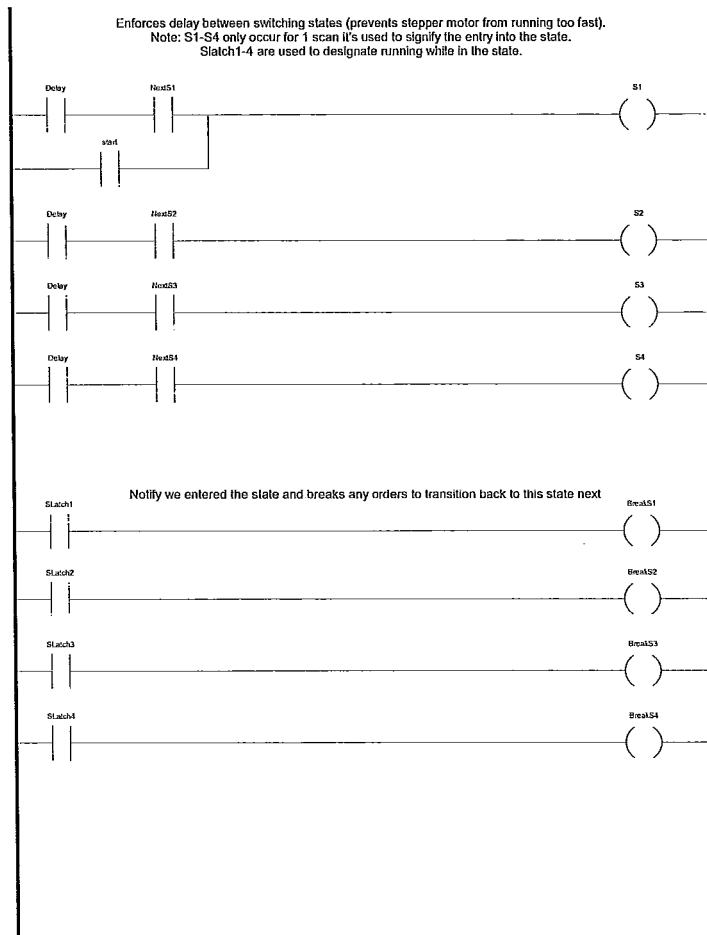 Enforces delay between switching states (prevents stepper motor from running too fast).
Note: S1-S4 only occur for 1 scan it's used to signify the entry into the state.
Slatch1-4 are used to designate running while in the state.
Delay NextS1 S1
start
Delay NextS2 S2
Delay NextS3 S3
Delay NextS4 S4
Notify we entered the state and breaks any orders to transition back to this state next
SLatch1 BreakS1
SLatch2 BreakS2
SLatch3 BreakS3
SLatch4 BreakS4